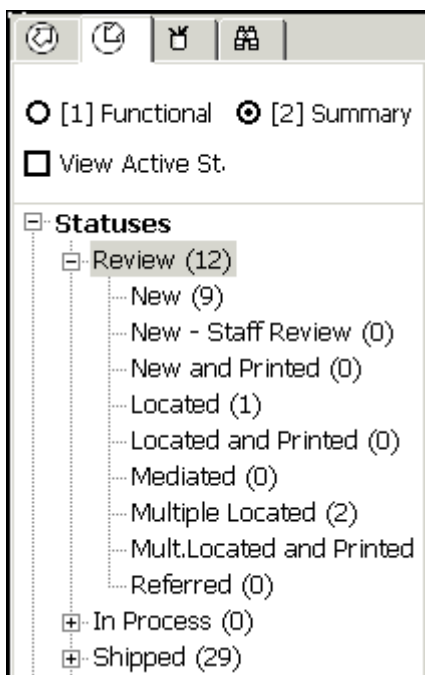 [1] Functional [2] Summary
View Active St.
Statuses
Review (12)
New (9)
New - Staff Review (0)
New and Printed (0)
Located (1)
Located and Printed (0)
Mediated (0)
Multiple Located (2)
Mult.Located and Printed
Referred (0)
In Process (0)
Shipped (29)